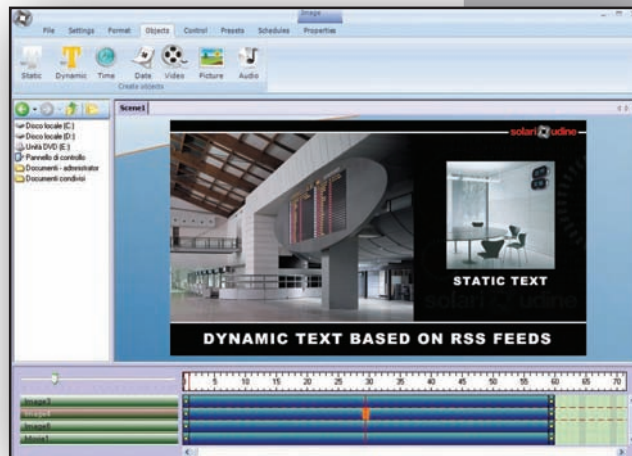 Image
File Settings Format Objects Control Presets Schedules Properties
Static Dynamic Time Date Video Picture Audio
Create objects
Scene1
Disco locale (C:)
Disco locale (D:)
Unità DVD (E:)
Pannello di controllo
Documenti - administrator
Documenti condivisi
solari udine
STATIC TEXT
DYNAMIC TEXT BASED ON RSS FEEDS
5 10 15 20 25 30 35 40 45 50 55 60 65 70
Image3
Image4
Image8
Movie1